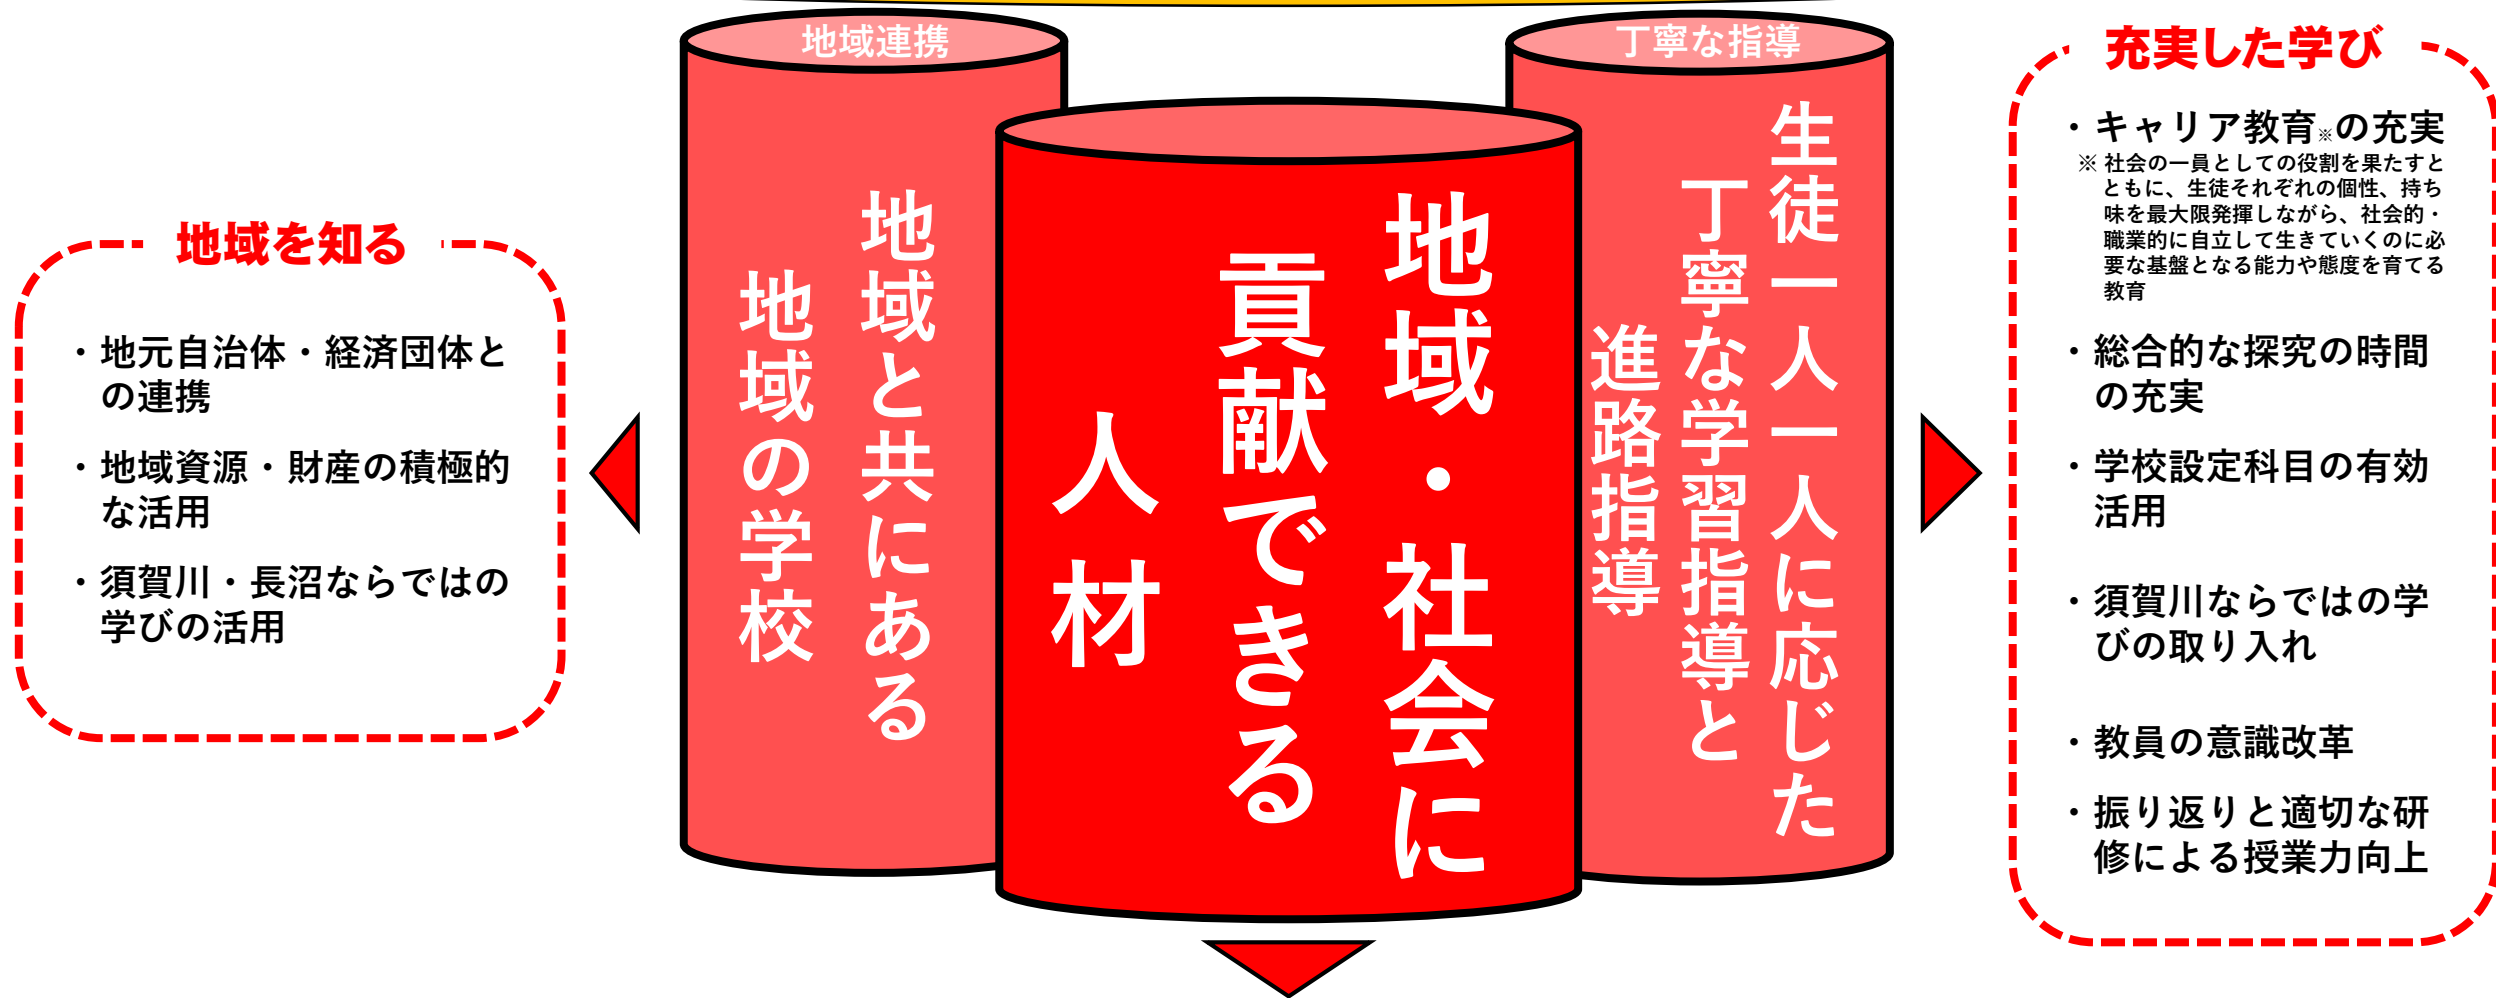 地域を知る
・地元自治体・経済団体と
の連携
・地域資源・財産の積極的
な活用
・須賀川・長沼ならではの
学びの活用
地域連携
地域と共にある
地域の学校
地域・社会に
貢献できる
人材
丁寧な指導
生徒一人一人に応じた
丁寧な学習指導と
進路指導
充実した学び
・キャリア教育※の充実
※ 社会の一員としての役割を果たすと
ともに、生徒それぞれの個性、持ち
味を最大限発揮しながら、社会的・
職業的に自立して生きていくのに必
要な基盤となる能力や態度を育てる
教育
・総合的な探究の時間
の充実
・学校設定科目の有効
活用
・須賀川ならではの学
びの取り入れ
・教員の意識改革
・振り返りと適切な研
修による授業力向上